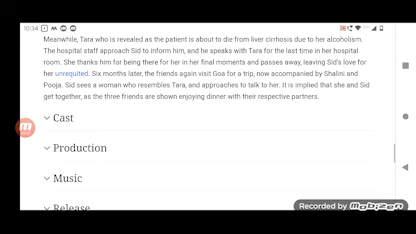 10:34
Meanwhile, Tara who is revealed as the patient is about to die from liver cirrhosis due to her alcoholism.
The hospital staff approach Sid to inform him, and he speaks with Tara for the last time in her hospital
room. She thanks him for being there for her in her final moments and passes away, leaving Sid's love for
her unrequited. Six months later, the friends again visit Goa for a trip, now accompanied by Shalini and
Pooja. Sid sees a woman who resembles Tara, and approaches to talk to her. It is implied that she and Sid
get together, as the three friends are shown enjoying dinner with their respective partners.
Cast
Production
Music
Release
Recorded by mobizen